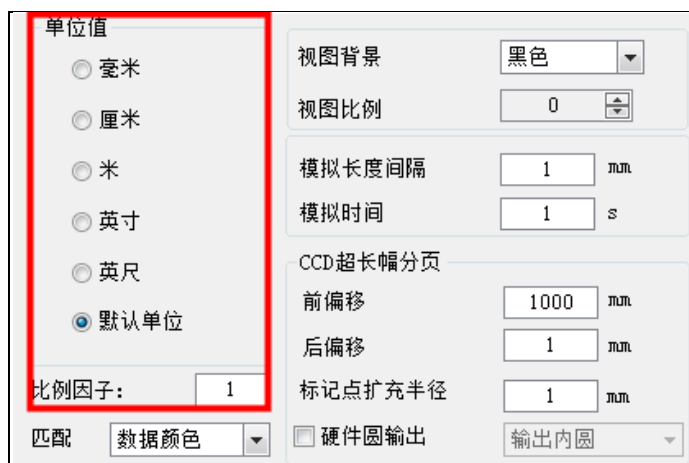 单位值
毫米
厘米
米
英寸
英尺
默认单位
比例因子: 1
匹配 数据颜色
视图背景 黑色
视图比例 0
模拟长度间隔 1 mm
模拟时间 1 s
CCD超长幅分页
前偏移 1000 mm
后偏移 1 mm
标记点扩充半径 1 mm
硬件圆输出 输出内圆